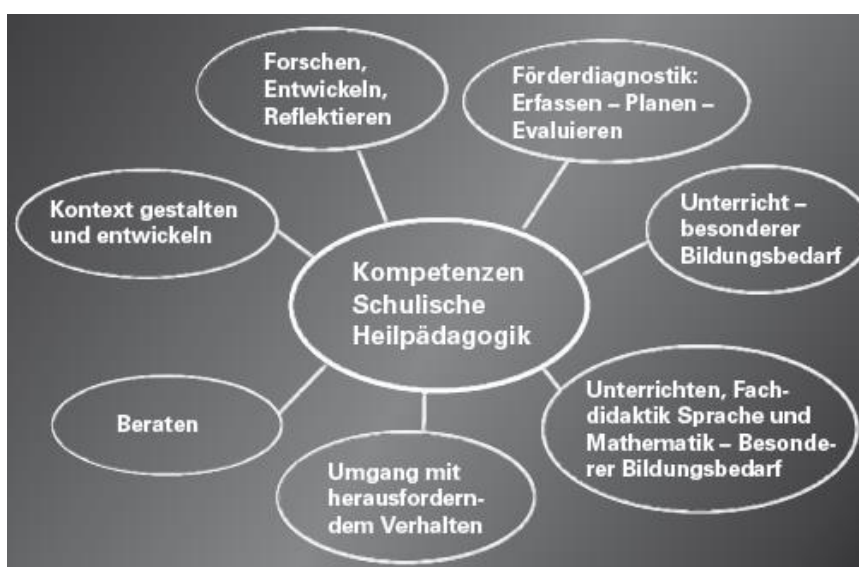 Forschen,
Entwickeln,
Reflektieren
Förderdiagnostik:
Erfassen – Planen –
Evaluieren
Kontext gestalten
und entwickeln
Unterricht –
besonderer
Bildungsbedarf
Kompetenzen
Schulische
Heilpädagogik
Beraten
Unterrichten, Fach-
didaktik Sprache und
Mathematik – Besonde-
rer Bildungsbedarf
Umgang mit
herausfordern-
dem Verhalten